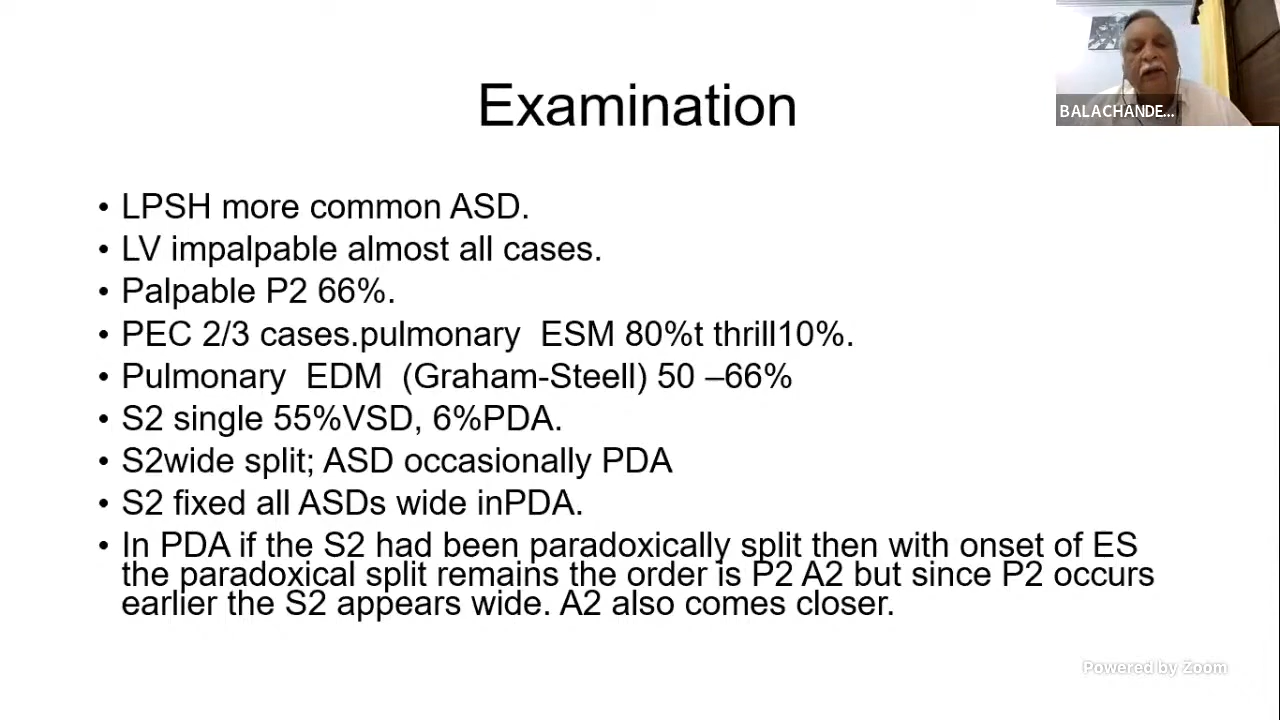 BALACHANDE...
Examination
• LPSH more common ASD.
• LV impalpable almost all cases.
• Palpable P2 66%.
• PEC 2/3 cases.pulmonary  ESM 80%t thrill10%.
• Pulmonary  EDM  (Graham-Steell) 50 –66%
• S2 single 55%VSD, 6%PDA.
• S2wide split; ASD occasionally PDA
• S2 fixed all ASDs wide inPDA.
• In PDA if the S2 had been paradoxically split then with onset of ES
the paradoxical split remains the order is P2 A2 but since P2 occurs
earlier the S2 appears wide. A2 also comes closer.
Powered by Zoom